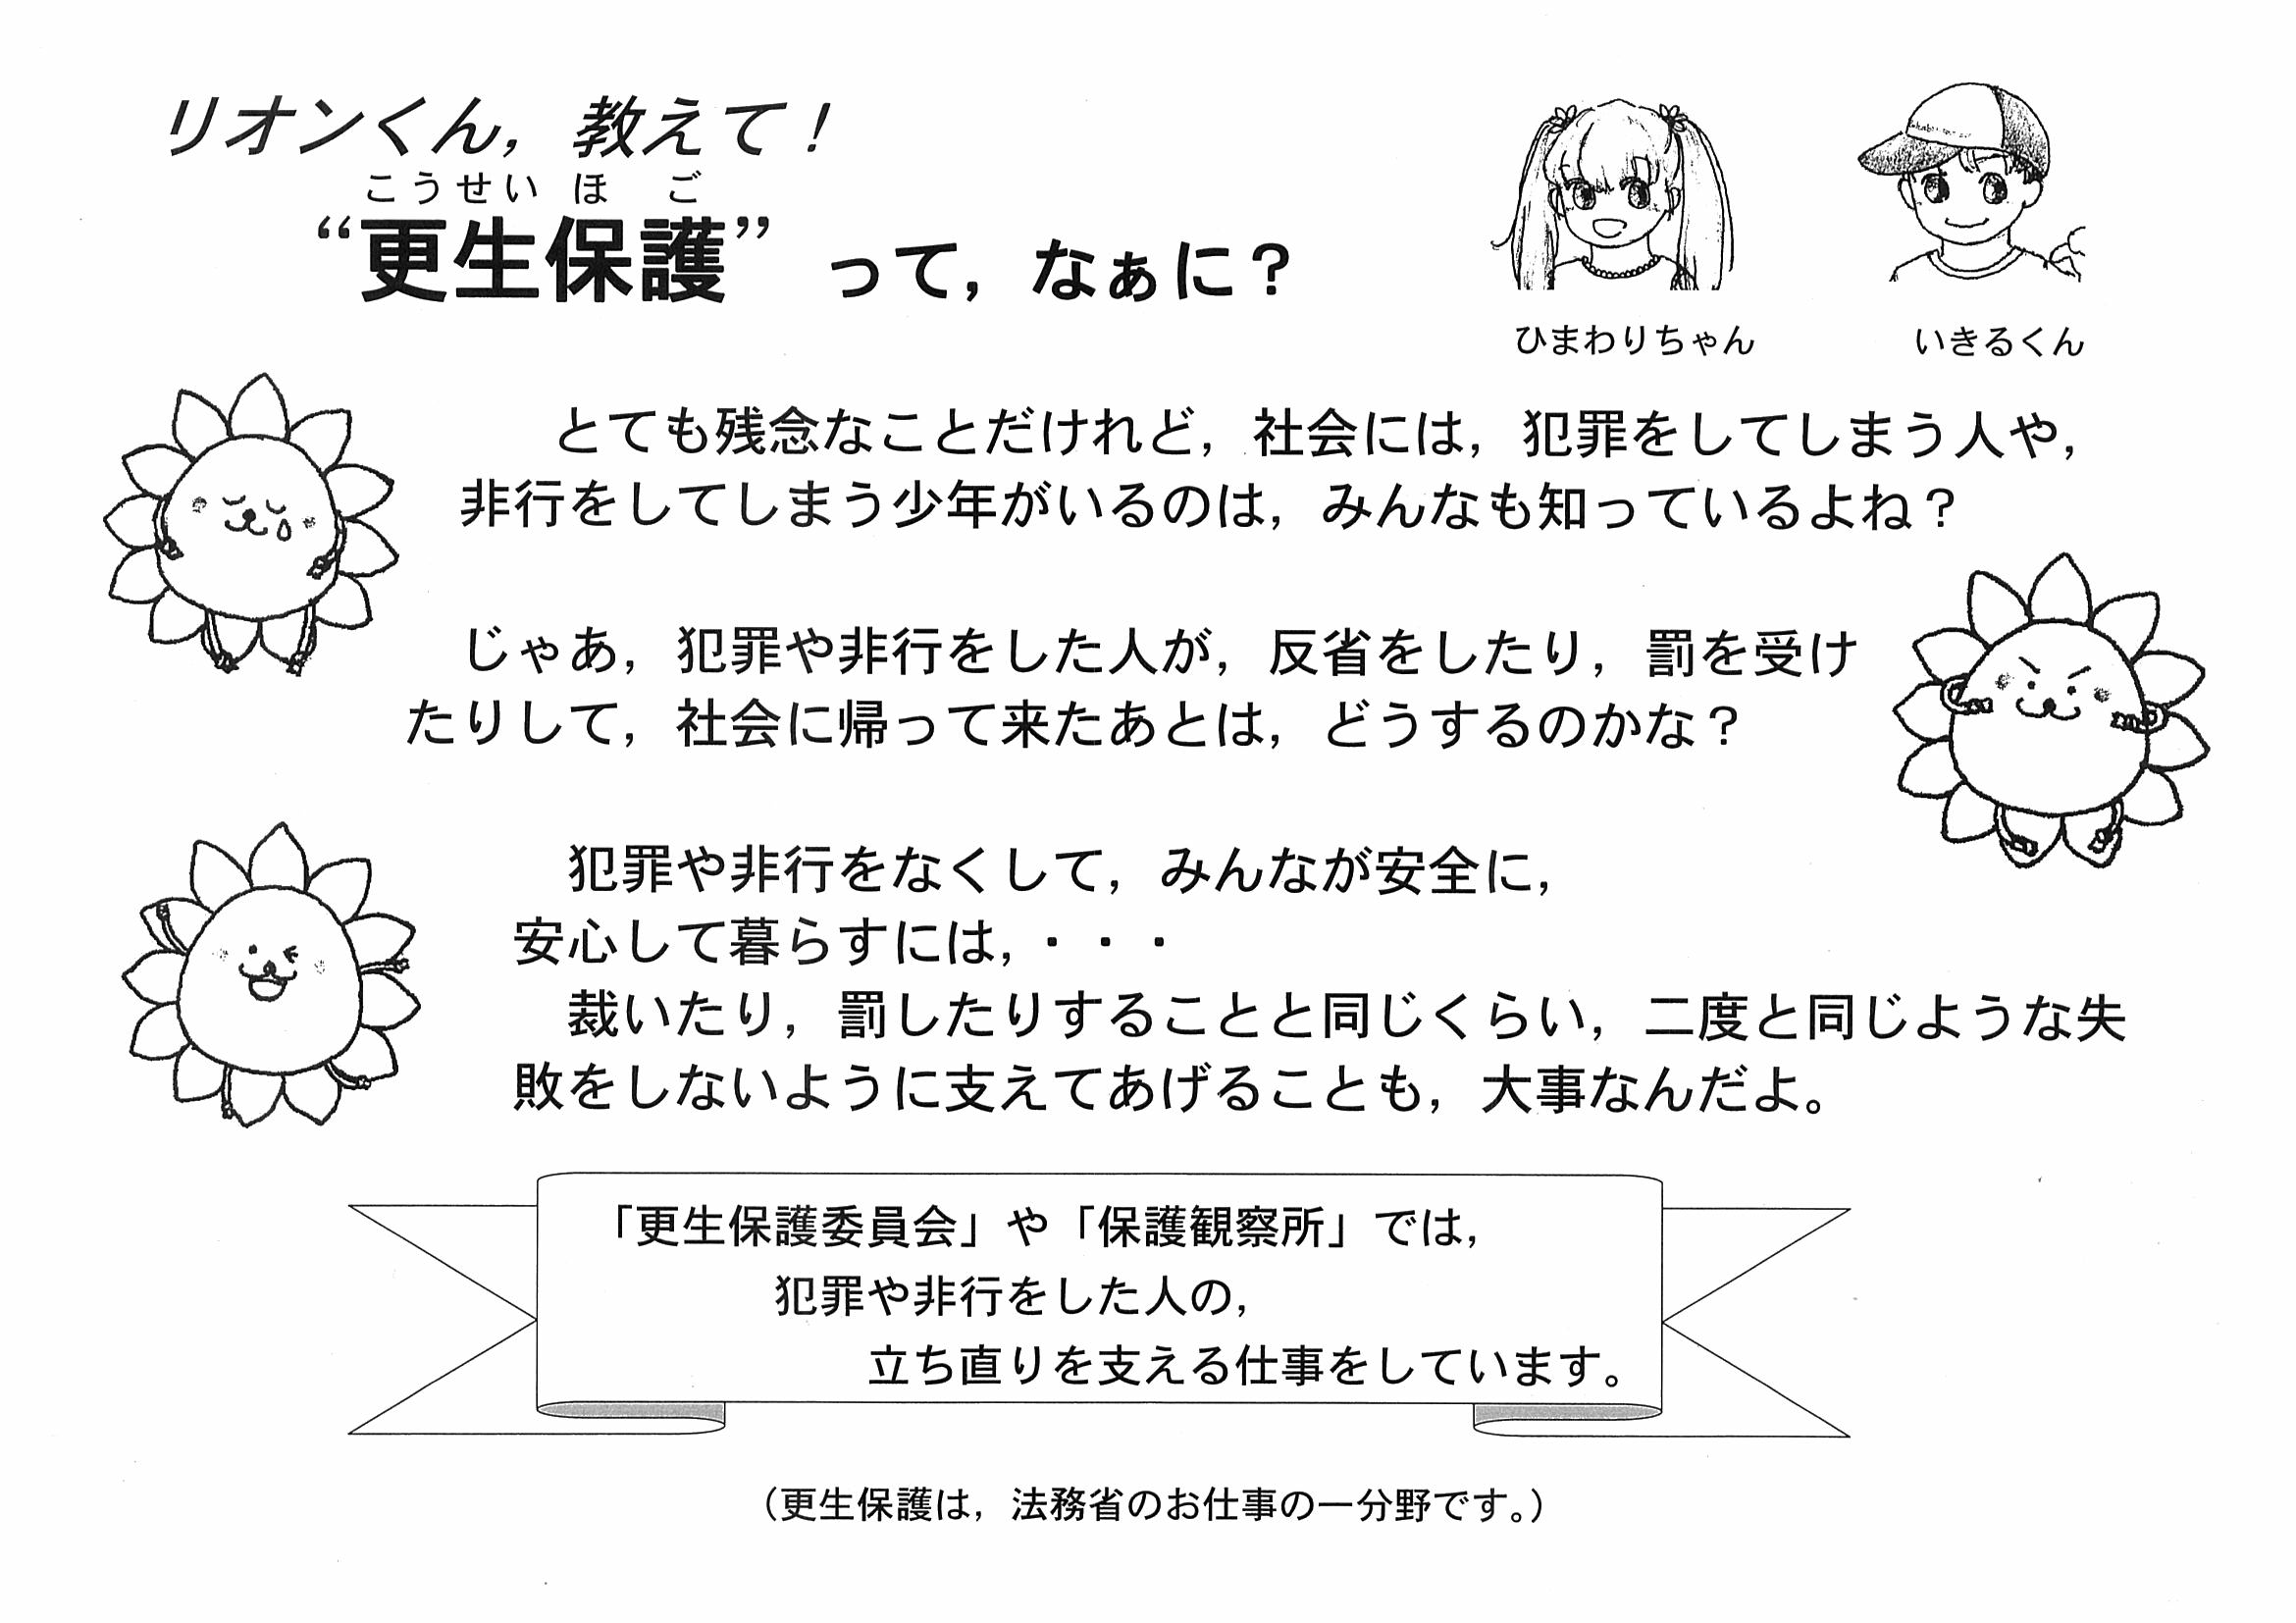 リオンくん，教えて！
こうせい ほ ご
“更生保護” って，なぁに？
ひまわりちゃん
いきるくん
とても残念なことだけれど，社会には，犯罪をしてしまう人や，
非行をしてしまう少年がいるのは，みんなも知っているよね？
じゃあ，犯罪や非行をした人が，反省をしたり，罰を受け
たりして，社会に帰って来たあとは，どうするのかな？
犯罪や非行をなくして，みんなが安全に，
安心して暮らすには，・・・
裁いたり，罰したりすることと同じくらい，二度と同じような失
敗をしないように支えてあげることも，大事なんだよ。
「更生保護委員会」や「保護観察所」では，
犯罪や非行をした人の，
立ち直りを支える仕事をしています。
（更生保護は，法務省のお仕事の一分野です。）